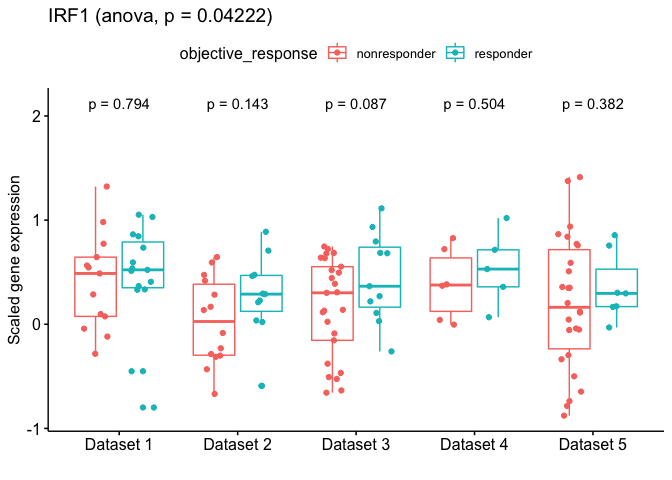 IRF1 (anova, p = 0.04222)
objective_response nonresponder responder
p = 0.794 p = 0.143 p = 0.087 p = 0.504 p = 0.382
2
1
0
-1
Scaled gene expression
Dataset 1 Dataset 2 Dataset 3 Dataset 4 Dataset 5